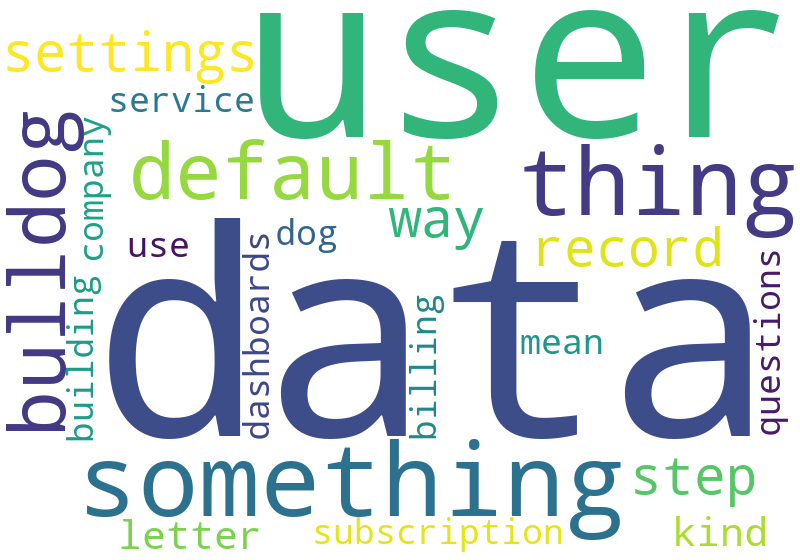 user
settings
service
default
thing
bulldog
company
way
dog
use
record
data
dashboards
building
billing
mean
questions
something
step
letter
subscription
kind